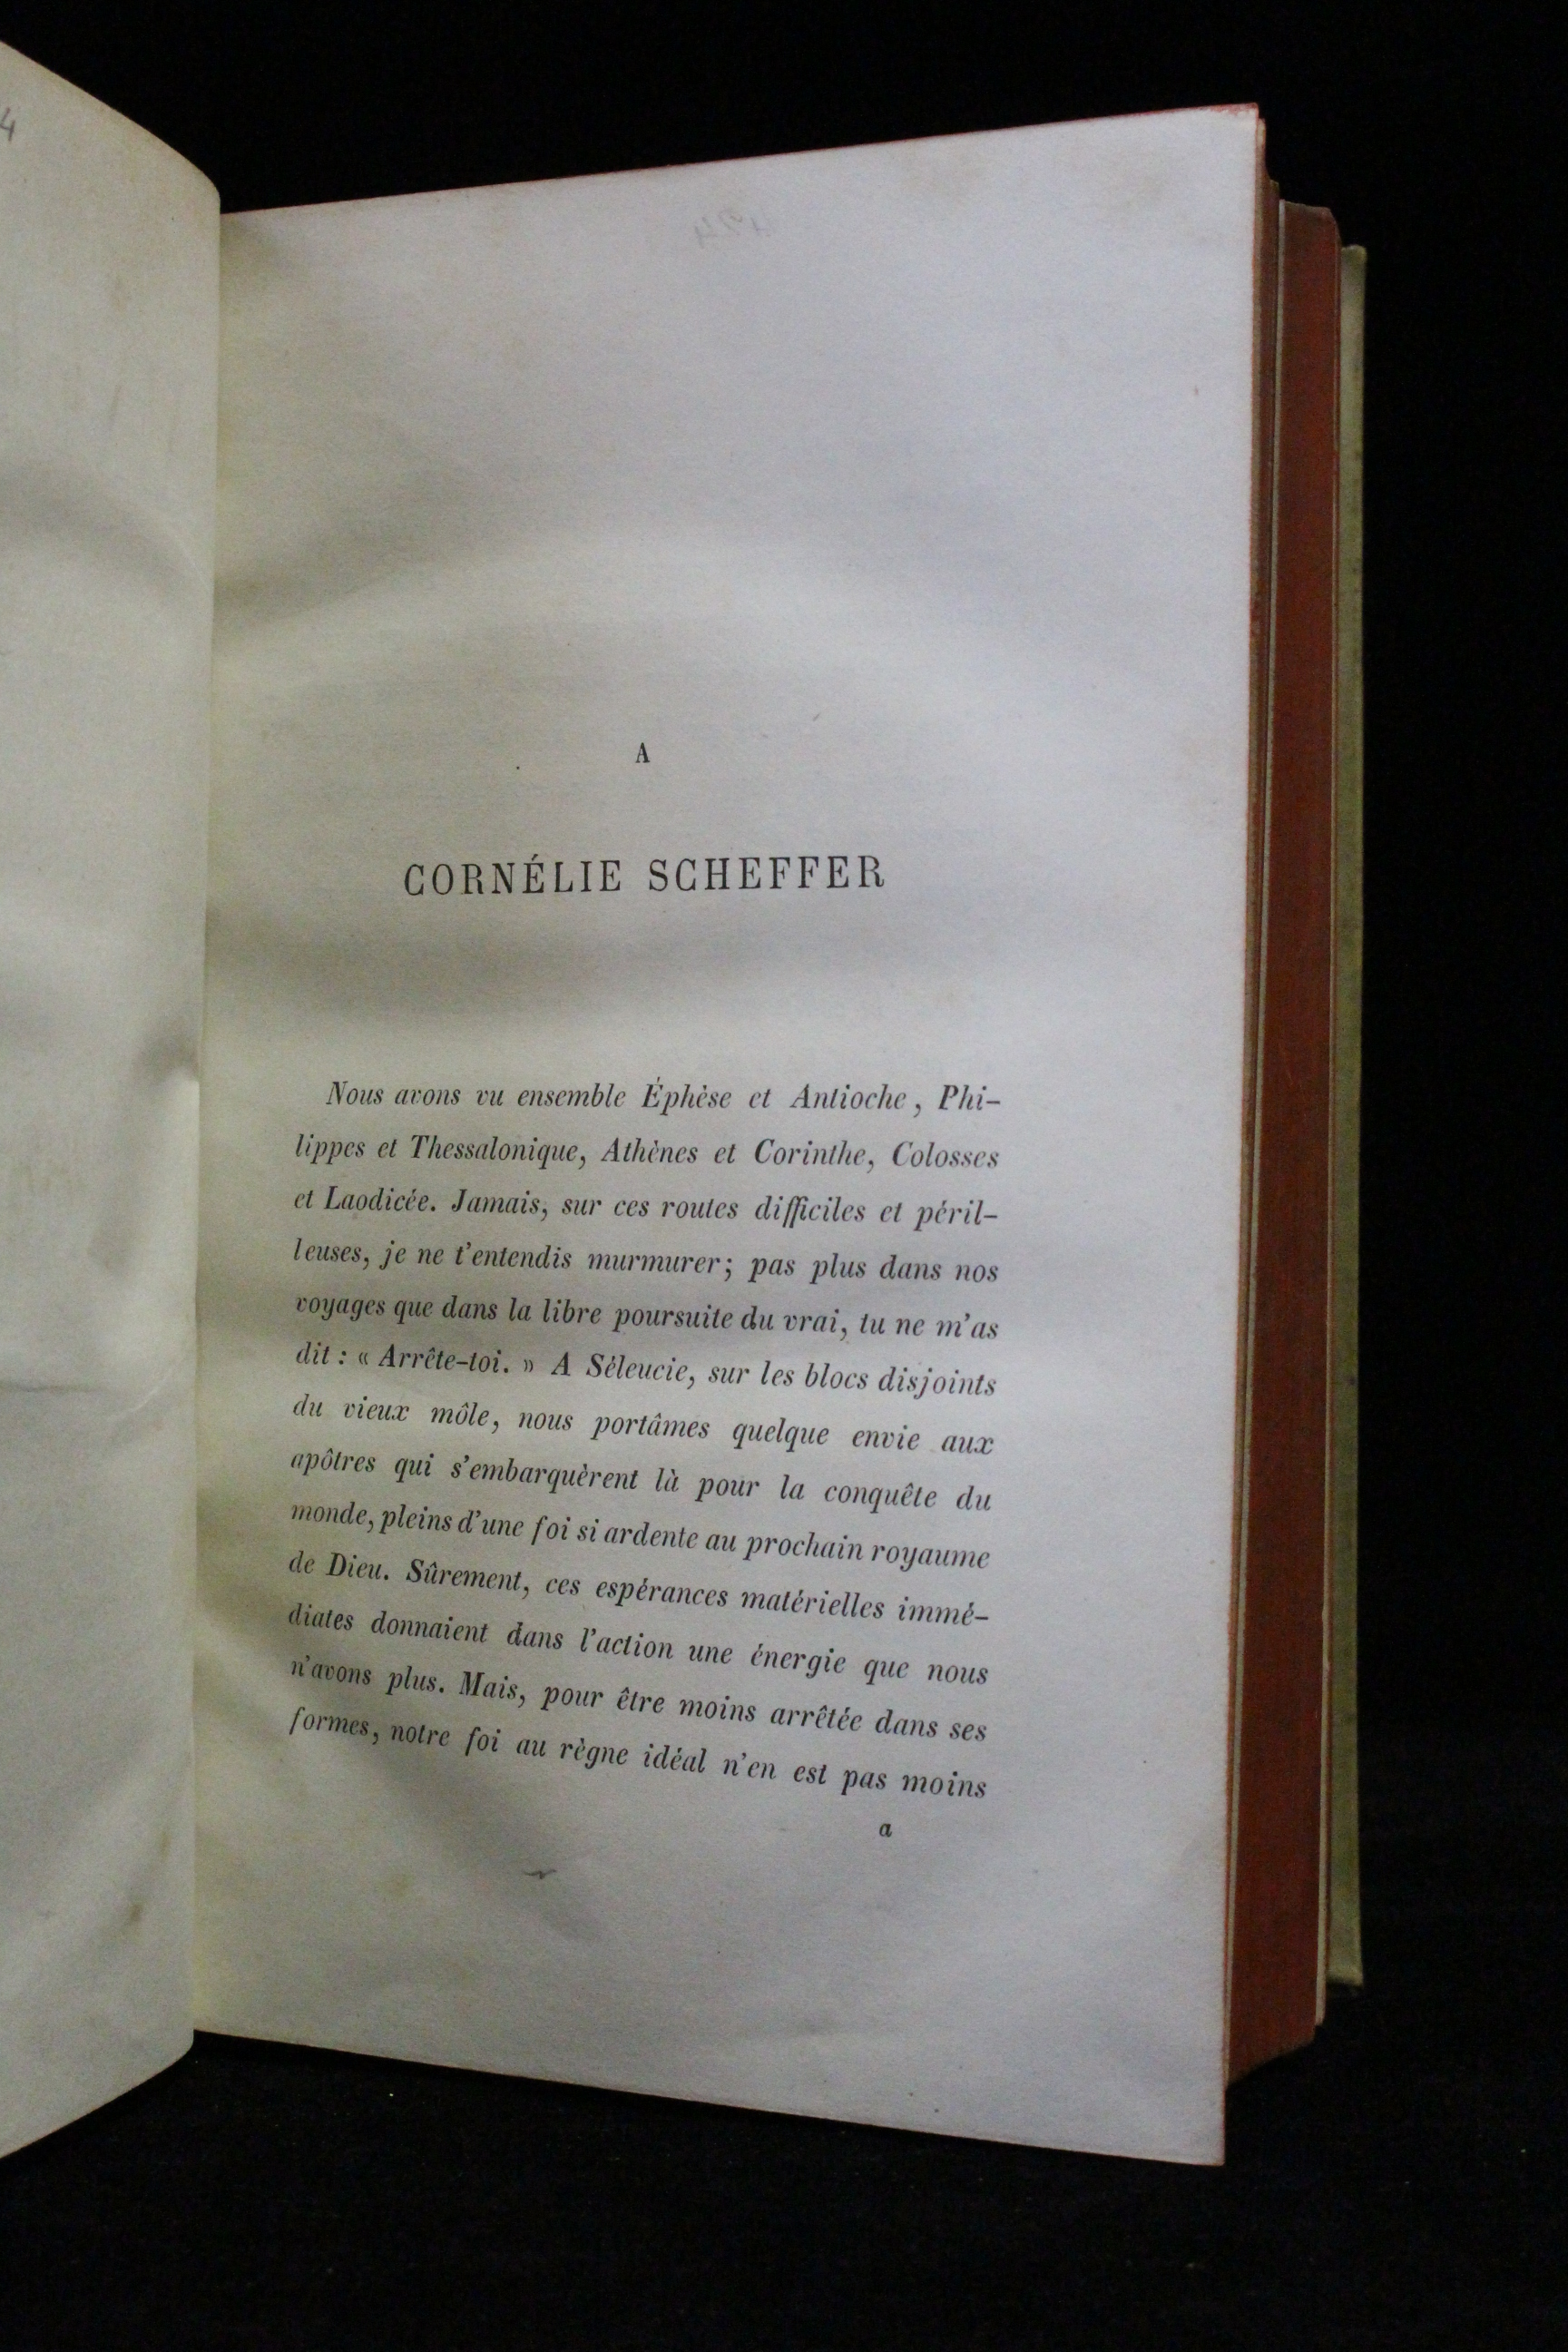 4
A
CORNÉLIE SCHEFFER
Nous avons vu ensemble Éphèse et Antioche, Phi-
lippes et Thessalonique, Athènes et Corinthe, Colosses
et Laodicée. Jamais, sur ces routes difficiles et péril-
leuses, je ne t'entendis murmurer; pas plus dans nos
voyages que dans la libre poursuite du vrai, tu ne m'as
dit : « Arrête-toi. » A Séleucie, sur les blocs disjoints
du vieux môle, nous portâmes quelque envie aux
apôtres qui s'embarquèrent là pour la conquête du
monde, pleins d'une foi si ardente au prochain royaume
de Dieu. Sûrement, ces espérances matérielles immé-
diates donnaient dans l'action une énergie que nous
n'avons plus. Mais, pour être moins arrêtée dans ses
formes, notre foi au règne idéal n'en est pas moins
a